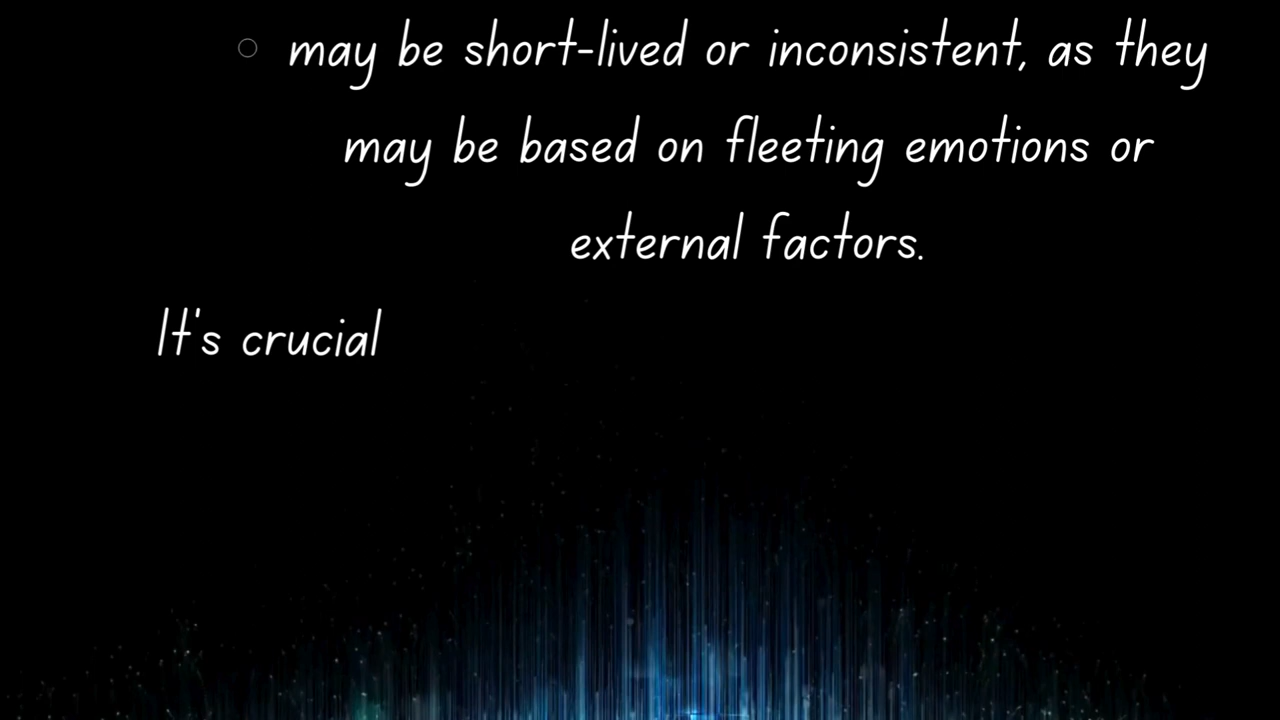 may be short-lived or inconsistent, as they
may be based on fleeting emotions or
external factors.
It's crucial